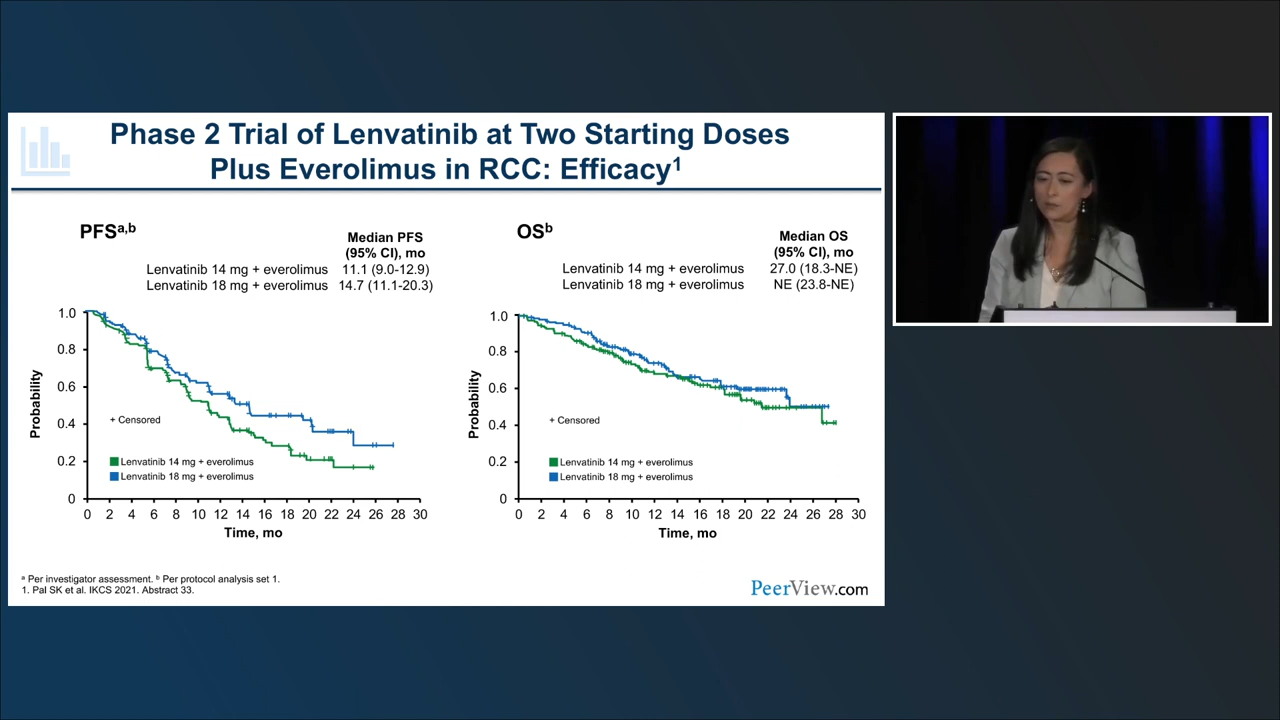 Phase 2 Trial of Lenvatinib at Two Starting Doses
Plus Everolimus in RCC: Efficacy¹
PFSᵃ,ᵇ
Median PFS
(95% CI), mo
Lenvatinib 14 mg + everolimus 11.1 (9.0-12.9)
Lenvatinib 18 mg + everolimus 14.7 (11.1-20.3)
1.0
0.8
0.6
0.4
0.2
0
Probability
+ Censored
Lenvatinib 14 mg + everolimus
Lenvatinib 18 mg + everolimus
0 2 4 6 8 10 12 14 16 18 20 22 24 26 28 30
Time, mo
OSᵇ
Median OS
(95% CI), mo
Lenvatinib 14 mg + everolimus 27.0 (18.3-NE)
Lenvatinib 18 mg + everolimus NE (23.8-NE)
1.0
0.8
0.6
0.4
0.2
0
Probability
+ Censored
Lenvatinib 14 mg + everolimus
Lenvatinib 18 mg + everolimus
0 2 4 6 8 10 12 14 16 18 20 22 24 26 28 30
Time, mo
ᵃ Per investigator assessment. ᵇ Per protocol analysis set 1.
1. Pal SK et al. IKCS 2021. Abstract 33.
PeerView.com